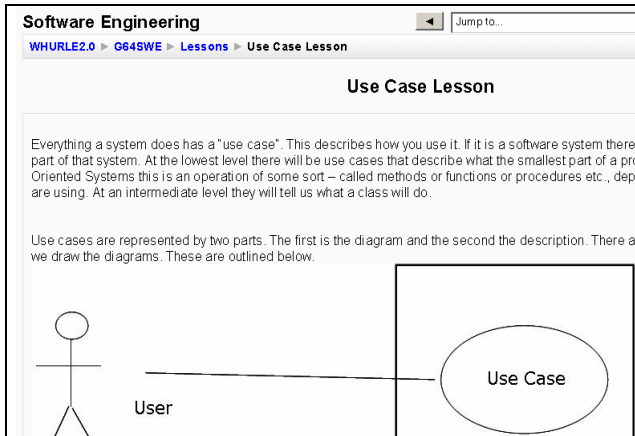 Software Engineering
Jump to...
WHURLE2.0 ► G64SWE ► Lessons ► Use Case Lesson
Use Case Lesson
Everything a system does has a "use case". This describes how you use it. If it is a software system there
part of that system. At the lowest level there will be use cases that describe what the smallest part of a pro
Oriented Systems this is an operation of some sort – called methods or functions or procedures etc., dep
are using. At an intermediate level they will tell us what a class will do.
Use cases are represented by two parts. The first is the diagram and the second the description. There a
we draw the diagrams. These are outlined below.
Use Case
User